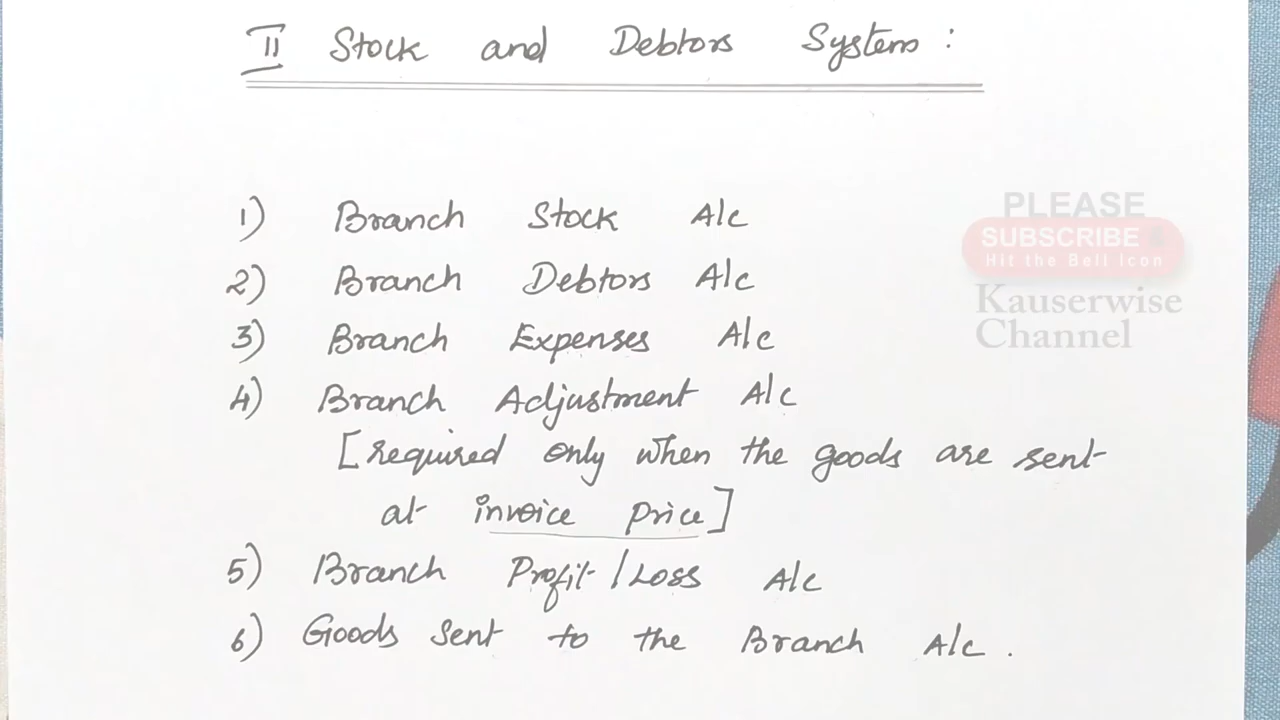 II Stock and Debtors System :
1) Branch Stock A/c
2) Branch Debtors A/c
3) Branch Expenses A/c
4) Branch Adjustment A/c
[required only when the goods are sent
at invoice price]
5) Branch Profit/Loss A/c
6) Goods sent to the Branch A/c.
PLEASE
SUBSCRIBE
Hit the Bell Icon
Kauserwise
Channel